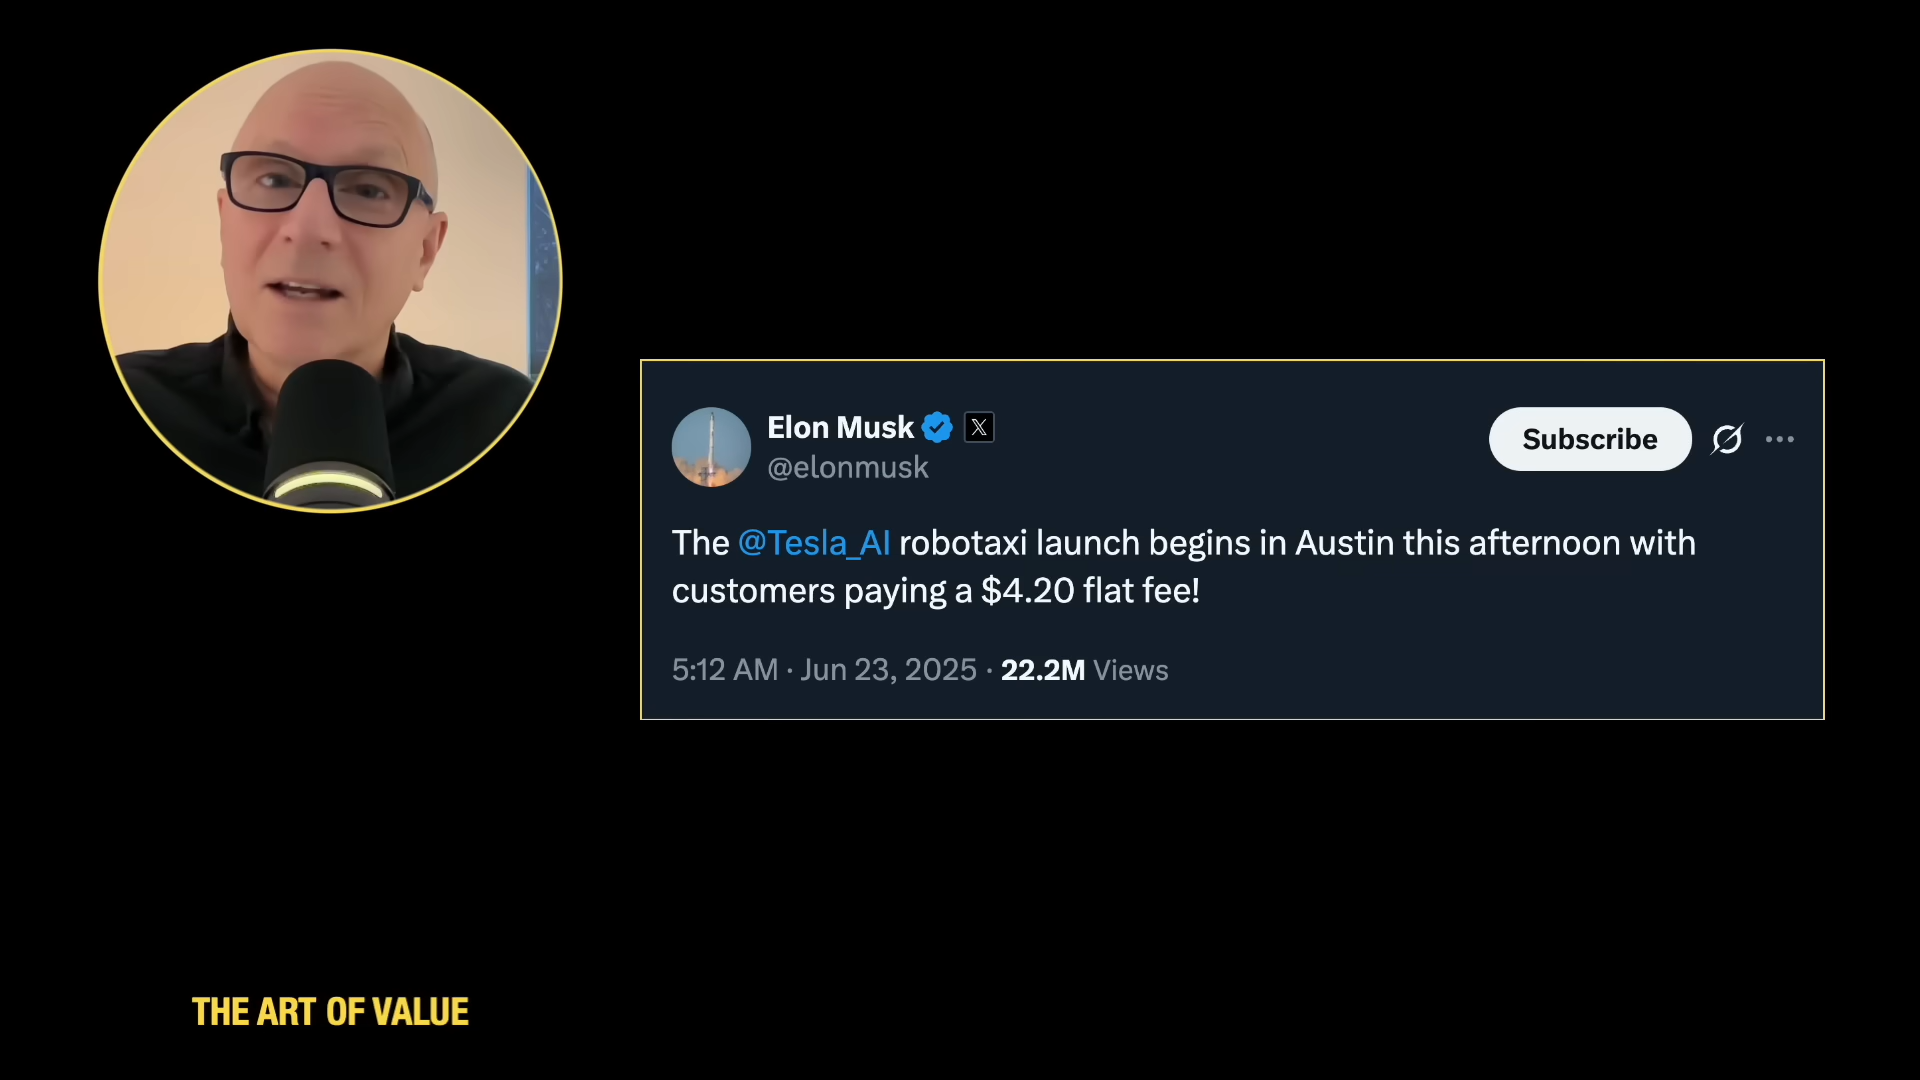 Elon Musk
@elonmusk
Subscribe
The @Tesla_AI robotaxi launch begins in Austin this afternoon with
customers paying a $4.20 flat fee!
5:12 AM · Jun 23, 2025 · 22.2M Views
THE ART OF VALUE